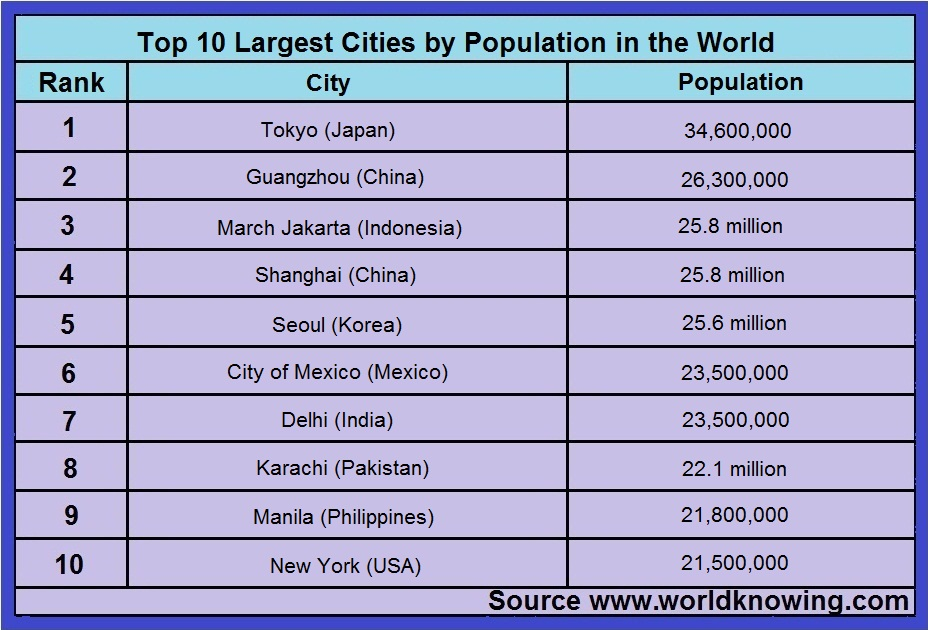 Top 10 Largest Cities by Population in the World
Rank City Population
1 Tokyo (Japan) 34,600,000
2 Guangzhou (China) 26,300,000
3 March Jakarta (Indonesia) 25.8 million
4 Shanghai (China) 25.8 million
5 Seoul (Korea) 25.6 million
6 City of Mexico (Mexico) 23,500,000
7 Delhi (India) 23,500,000
8 Karachi (Pakistan) 22.1 million
9 Manila (Philippines) 21,800,000
10 New York (USA) 21,500,000
Source www.worldknowing.com